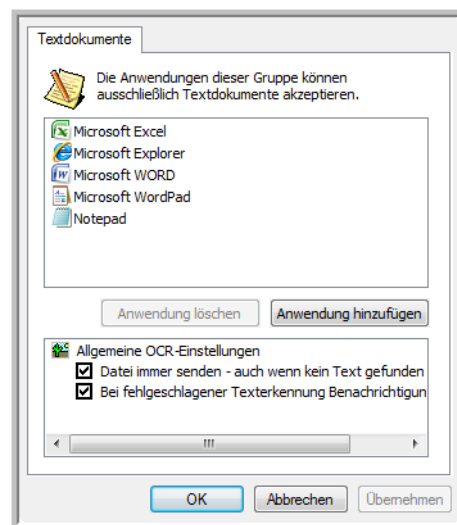 Textdokumente
Die Anwendungen dieser Gruppe können
ausschließlich Textdokumente akzeptieren.
Microsoft Excel
Microsoft Explorer
Microsoft WORD
Microsoft WordPad
Notepad
Anwendung löschen
Anwendung hinzufügen
Allgemeine OCR-Einstellungen
Datei immer senden - auch wenn kein Text gefunden
Bei fehlgeschlagener Texterkennung Benachrichtigun
OK
Abbrechen
Übernehmen